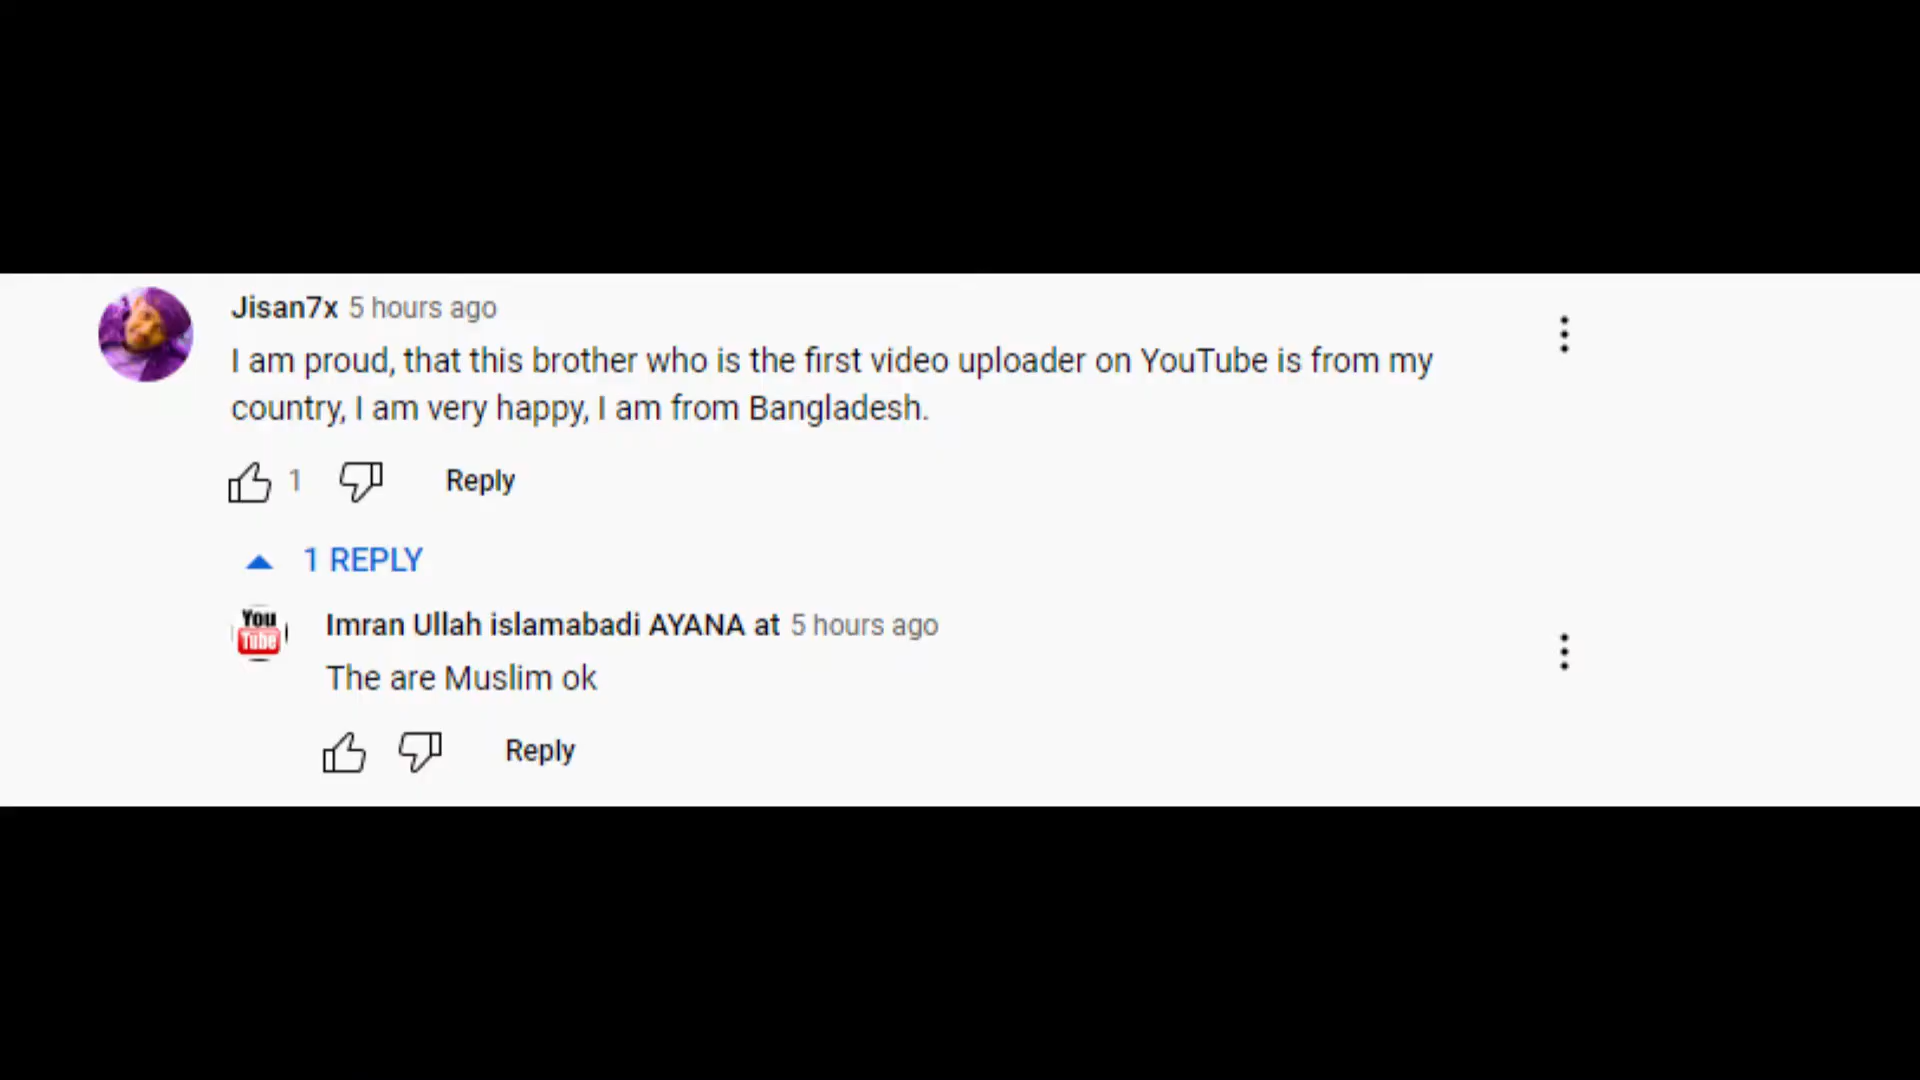 Jisan7x 5 hours ago
I am proud, that this brother who is the first video uploader on YouTube is from my
country, I am very happy, I am from Bangladesh.
1 Reply
1 REPLY
You
Tube
Imran Ullah islamabadi AYANA at 5 hours ago
The are Muslim ok
Reply